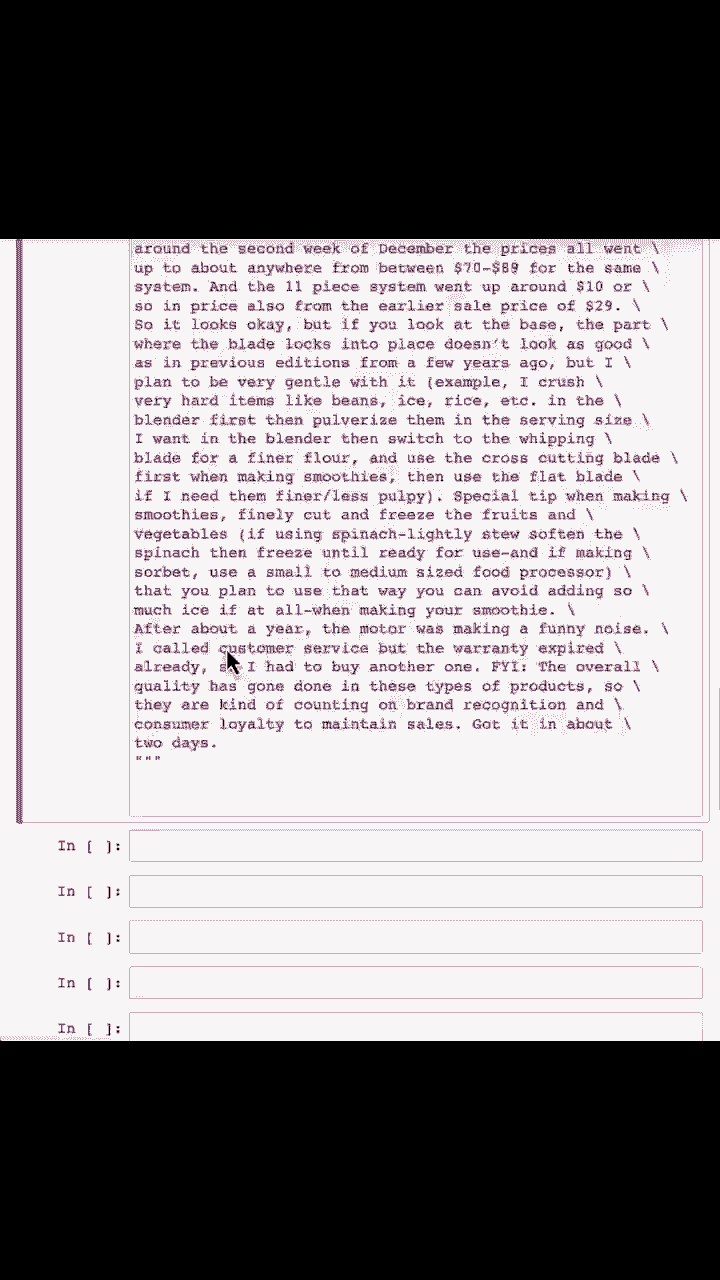 around the second week of December the prices all went \
up to about anywhere from between $70-$89 for the same \
system. And the 11 piece system went up around $10 or \
so in price also from the earlier sale price of $29. \
So it looks okay, but if you look at the base, the part \
where the blade locks into place doesn't look as good \
as in previous editions from a few years ago, but I \
plan to be very gentle with it (example, I crush \
very hard items like beans, ice, rice, etc. in the \
blender first then pulverize them in the serving size \
I want in the blender then switch to the whipping \
blade for a finer flour, and use the cross cutting blade \
first when making smoothies, then use the flat blade \
if I need them finer/less pulpy). Special tip when making \
smoothies, finely cut and freeze the fruits and \
vegetables (if using spinach-lightly stew soften the \
spinach then freeze until ready for use-and if making \
sorbet, use a small to medium sized food processor) \
that you plan to use that way you can avoid adding so \
much ice if at all-when making your smoothie. \
After about a year, the motor was making a funny noise. \
I called customer service but the warranty expired \
already, I had to buy another one. FYI: The overall \
quality has gone done in these types of products, so \
they are kind of counting on brand recognition and \
consumer loyalty to maintain sales. Got it in about \
two days.
"""
In [ ]:
In [ ]:
In [ ]:
In [ ]:
In [ ]: